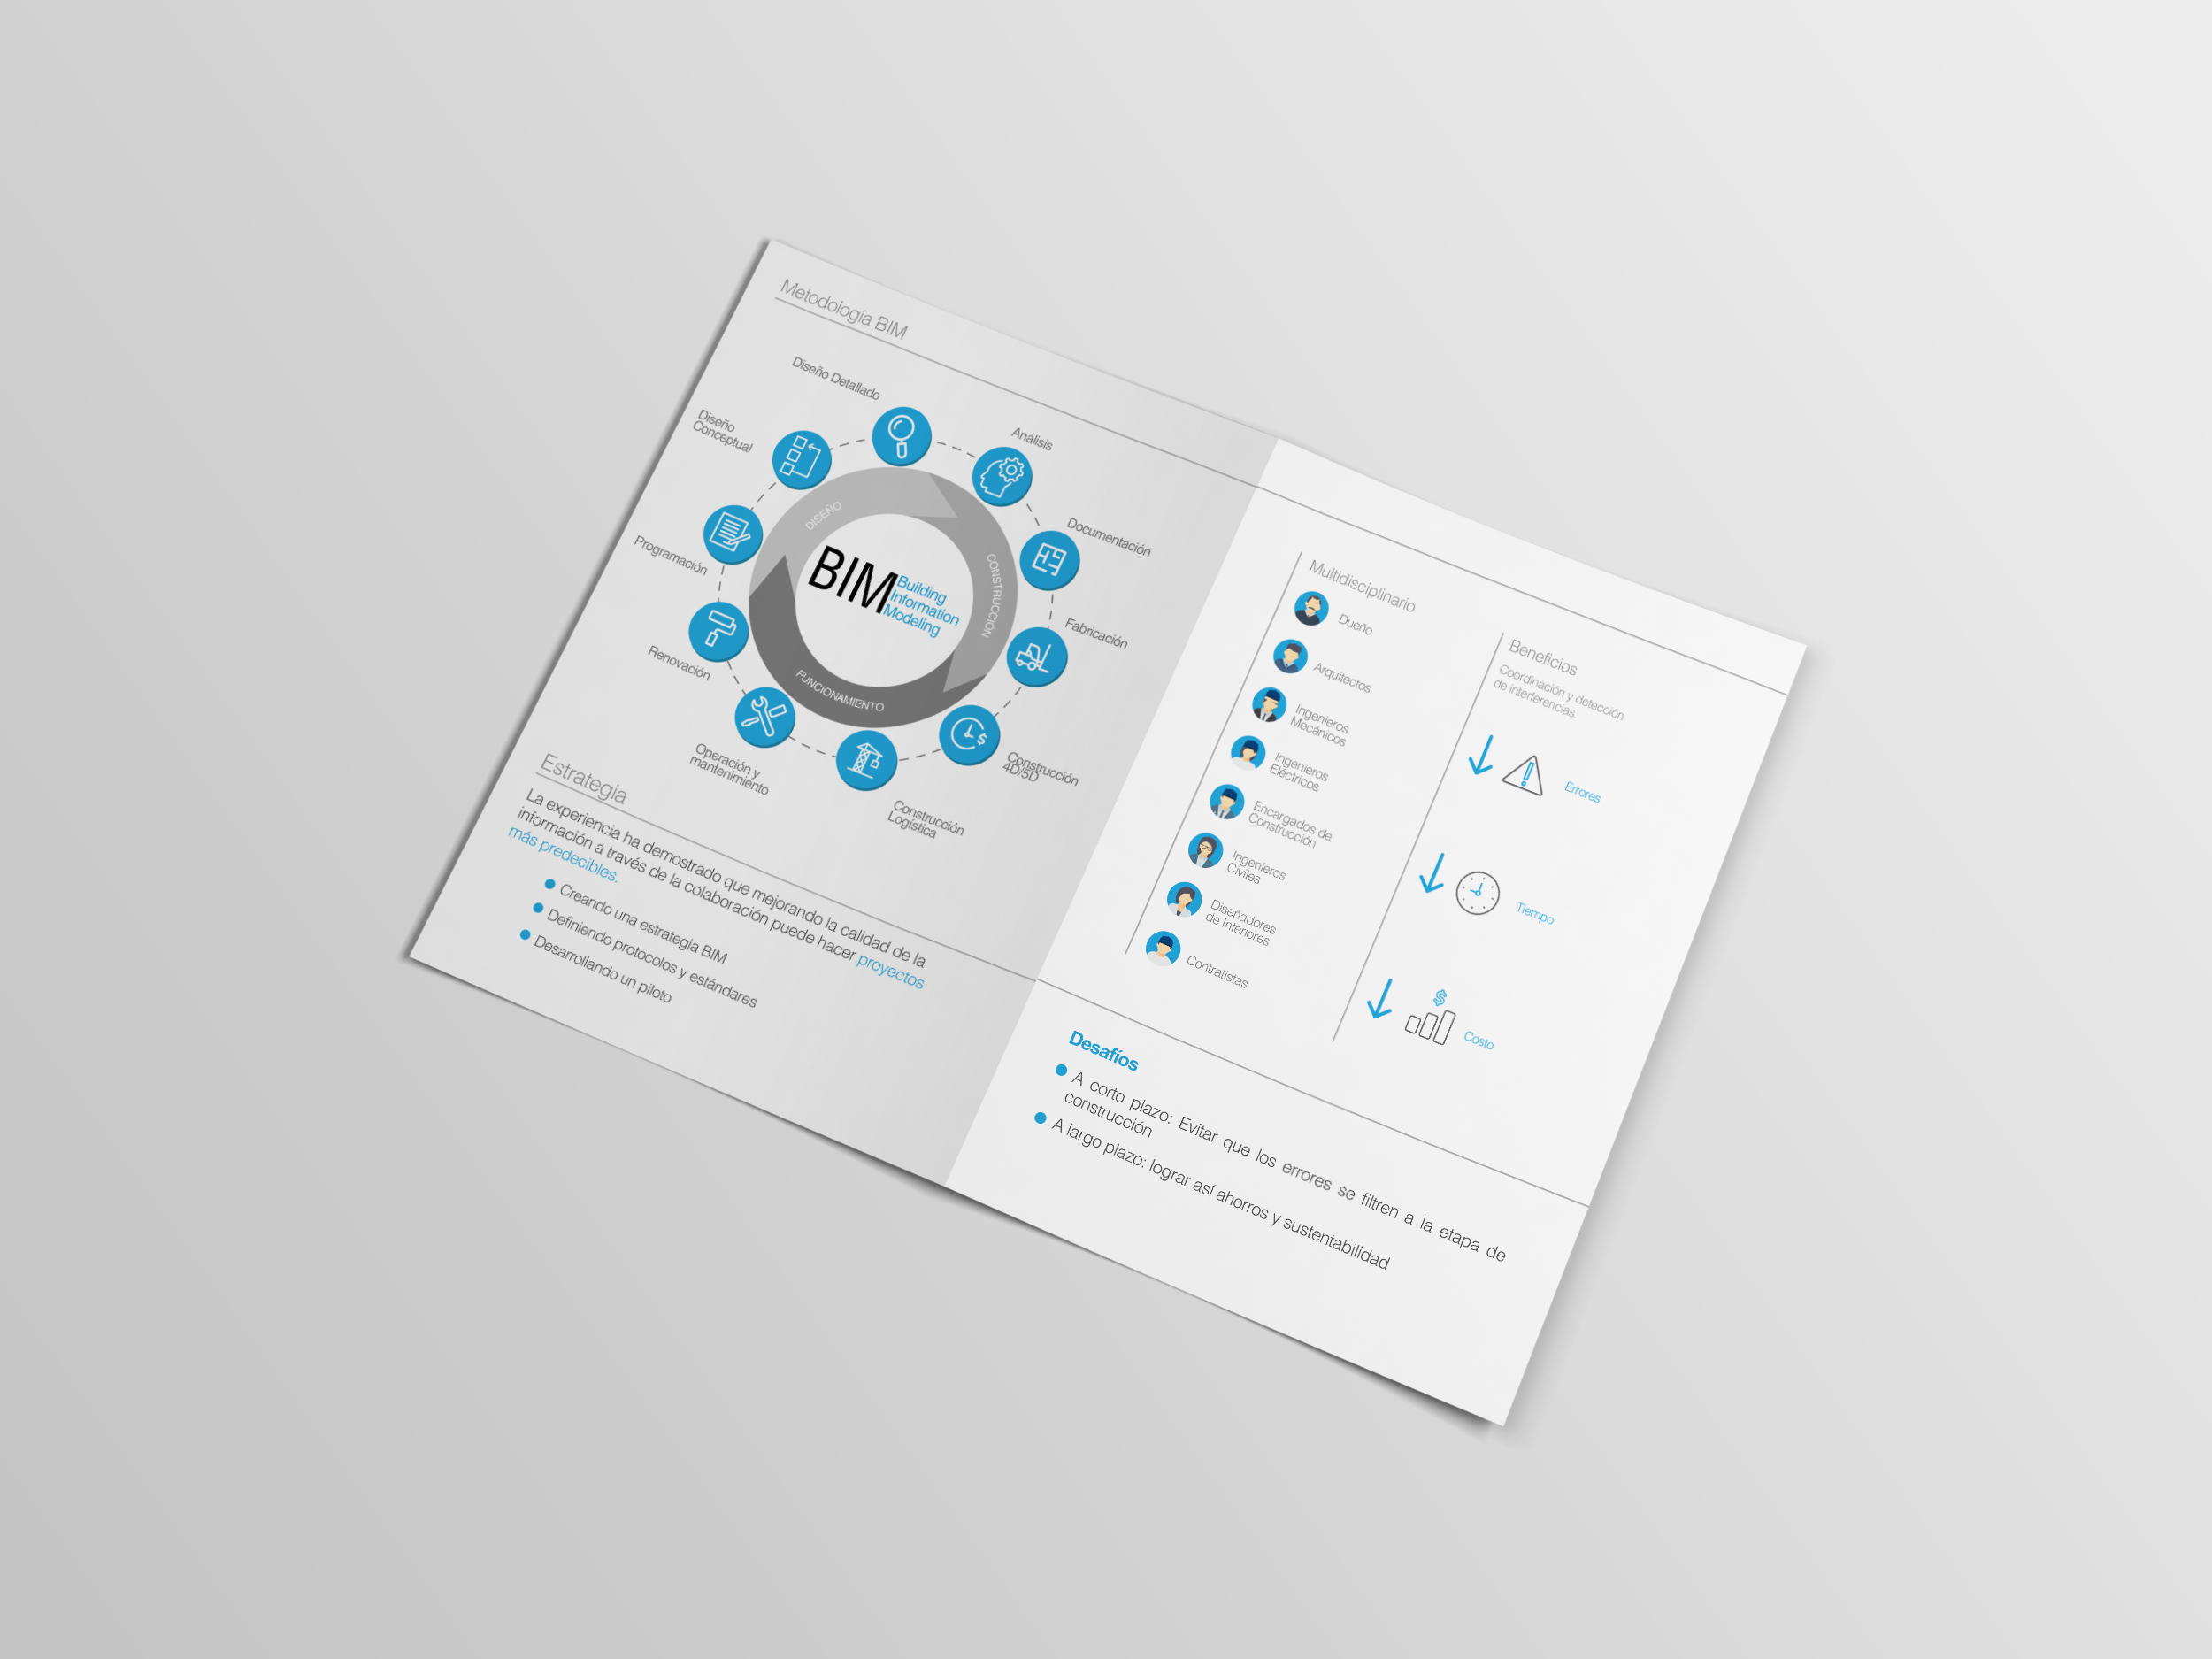 Metodología BIM
Diseño Detallado
Análisis
Documentación
Fabricación
Construcción
4D/5D
Construcción
Logística
Operación y
mantenimiento
Renovación
Programación
Diseño
Conceptual
DISEÑO
CONSTRUCCIÓN
FUNCIONAMIENTO
BIM
Building
Information
Modeling
Estrategia
La experiencia ha demostrado que mejorando la calidad de la
información a través de la colaboración puede hacer proyectos
más predecibles.
Creando una estrategia BIM
Definiendo protocolos y estándares
Desarrollando un piloto
Multidisciplinario
Dueño
Arquitectos
Ingenieros
Mecánicos
Ingenieros
Eléctricos
Encargados de
Construcción
Ingenieros
Civiles
Diseñadores
de Interiores
Contratistas
Beneficios
Coordinación y detección
de interferencias.
Errores
Tiempo
$
Costo
Desafíos
A corto plazo: Evitar que los errores se filtren a la etapa de
construcción
A largo plazo: lograr así ahorros y sustentabilidad